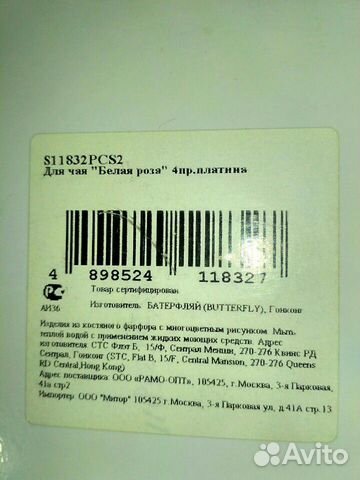 S11832PCS2
Для чая "Белая роза" 4пр.платина
4 898524 118327
Товар сертифицирован
АИ36
Изготовитель БАТЕРФЛЯЙ (BUTTERFLY), Гонконг
Изделия из костяного фарфора с многоцветным рисунком Мыть
теплой водой с применением жидких моющих средств. Адрес
изготовителя СТС Флэт Б, 15/Ф, Сентрал Меншн, 270-276 Квинс РД
Сентрал, Гонконг (STC, Flat B, 15/F, Central Mansion, 270-276 Queens
RD Central,Hong Kong)
Адрес поставщика: ООО «РАМО-ОПТ», 105425, г.Москва, 3-я Парковая,
41а стр2
Импортер ООО "Митор" 105425 г.Москва, 3-я Парковая ул, д.41А стр.13
Avito